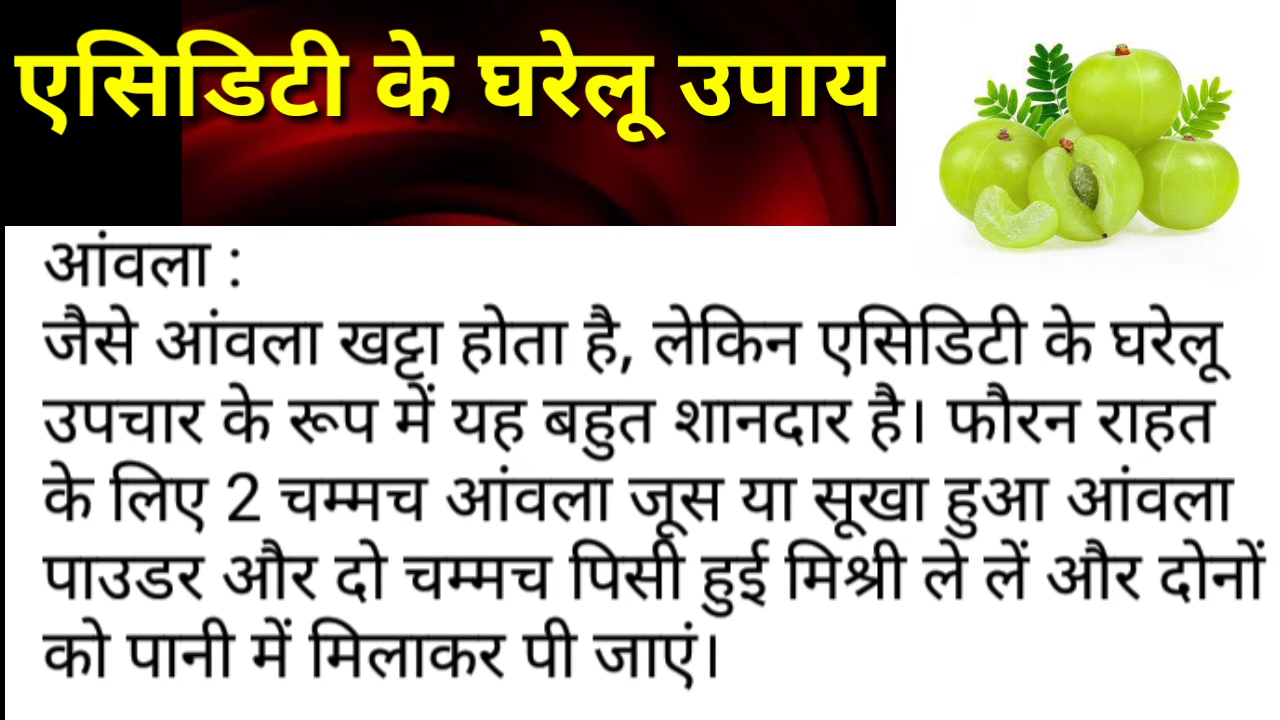 एसिडिटी के घरेलू उपाय
आंवला :
जैसे आंवला खट्टा होता है, लेकिन एसिडिटी के घरेलू
उपचार के रूप में यह बहुत शानदार है। फौरन राहत
के लिए 2 चम्मच आंवला जूस या सूखा हुआ आंवला
पाउडर और दो चम्मच पिसी हुई मिश्री ले लें और दोनों
को पानी में मिलाकर पी जाएं।